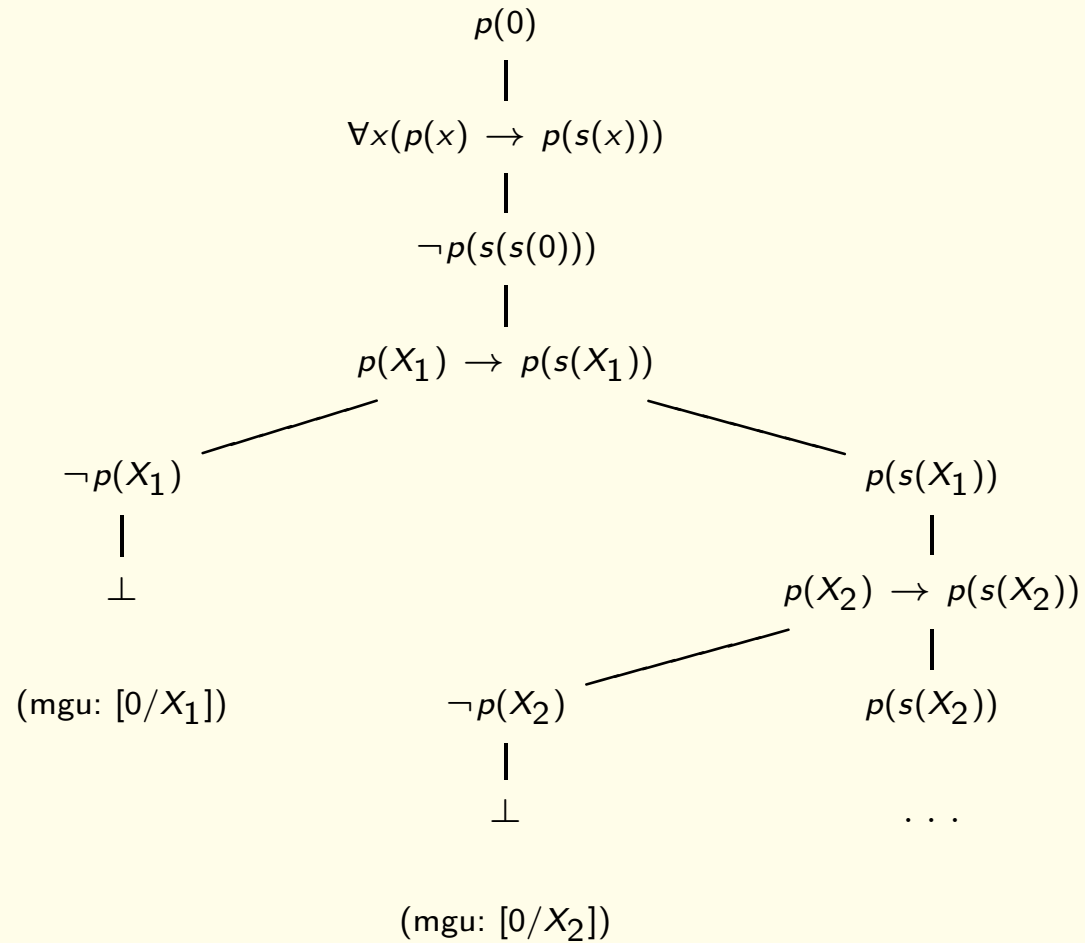 p(0)
∀x(p(x) → p(s(x)))
¬p(s(s(0)))
p(X₁) → p(s(X₁))
¬p(X₁) p(s(X₁))
⊥ p(X₂) → p(s(X₂))
(mgu: [0/X₁]) ¬p(X₂) p(s(X₂))
⊥ . . .
(mgu: [0/X₂])